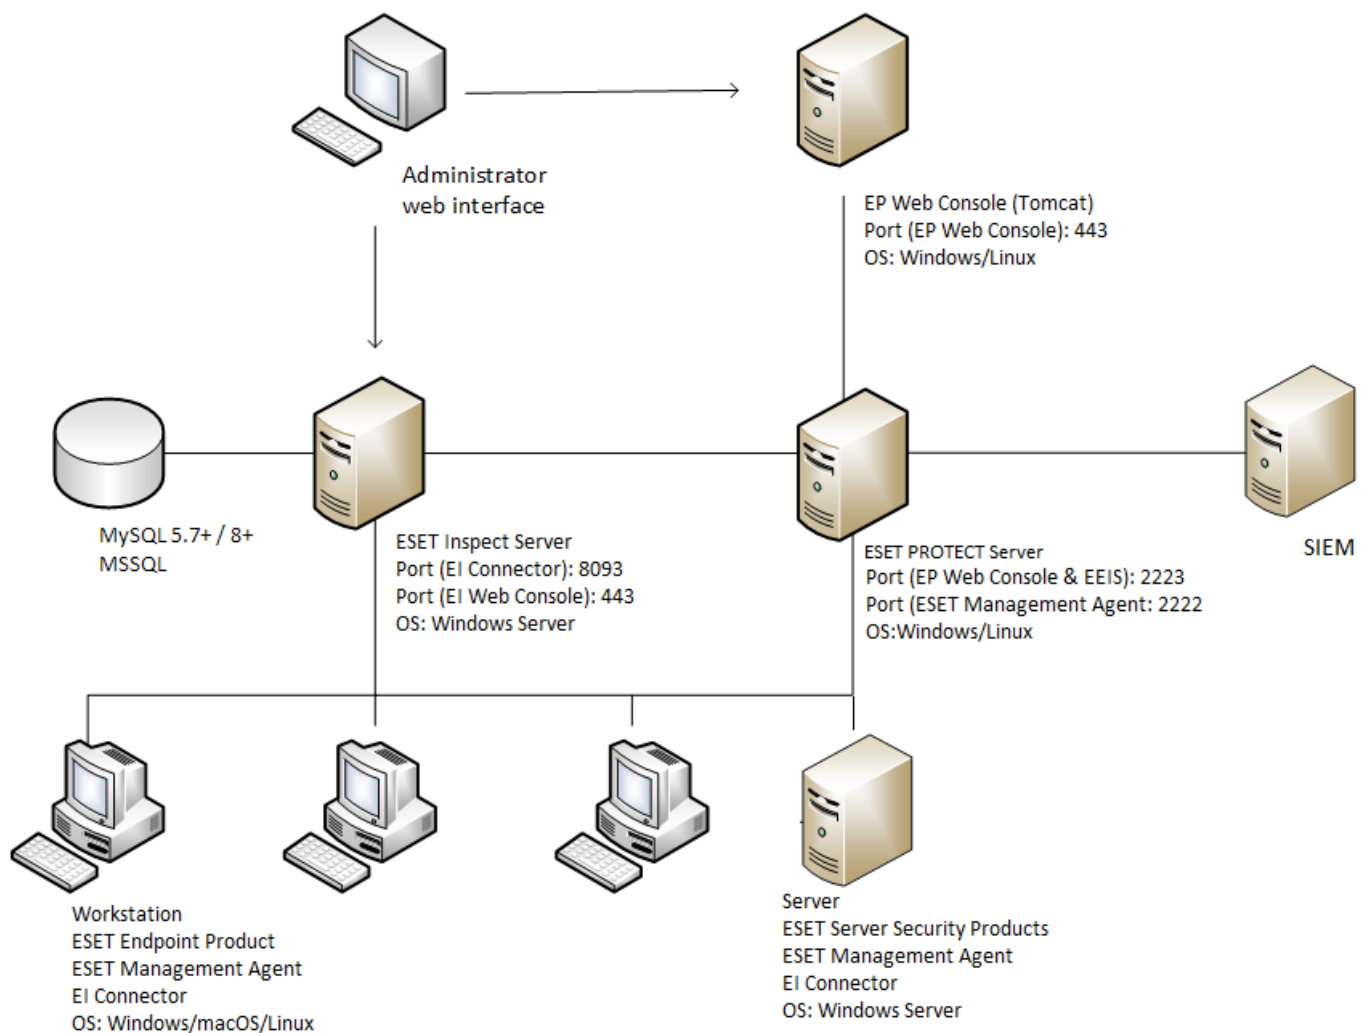 Administrator
web interface
EP Web Console (Tomcat)
Port (EP Web Console): 443
OS: Windows/Linux
MySQL 5.7+ / 8+
MSSQL
ESET Inspect Server
Port (EI Connector): 8093
Port (EI Web Console): 443
OS: Windows Server
ESET PROTECT Server
Port (EP Web Console & EEIS): 2223
Port (ESET Management Agent: 2222
OS:Windows/Linux
SIEM
Workstation
ESET Endpoint Product
ESET Management Agent
EI Connector
OS: Windows/macOS/Linux
Server
ESET Server Security Products
ESET Management Agent
EI Connector
OS: Windows Server